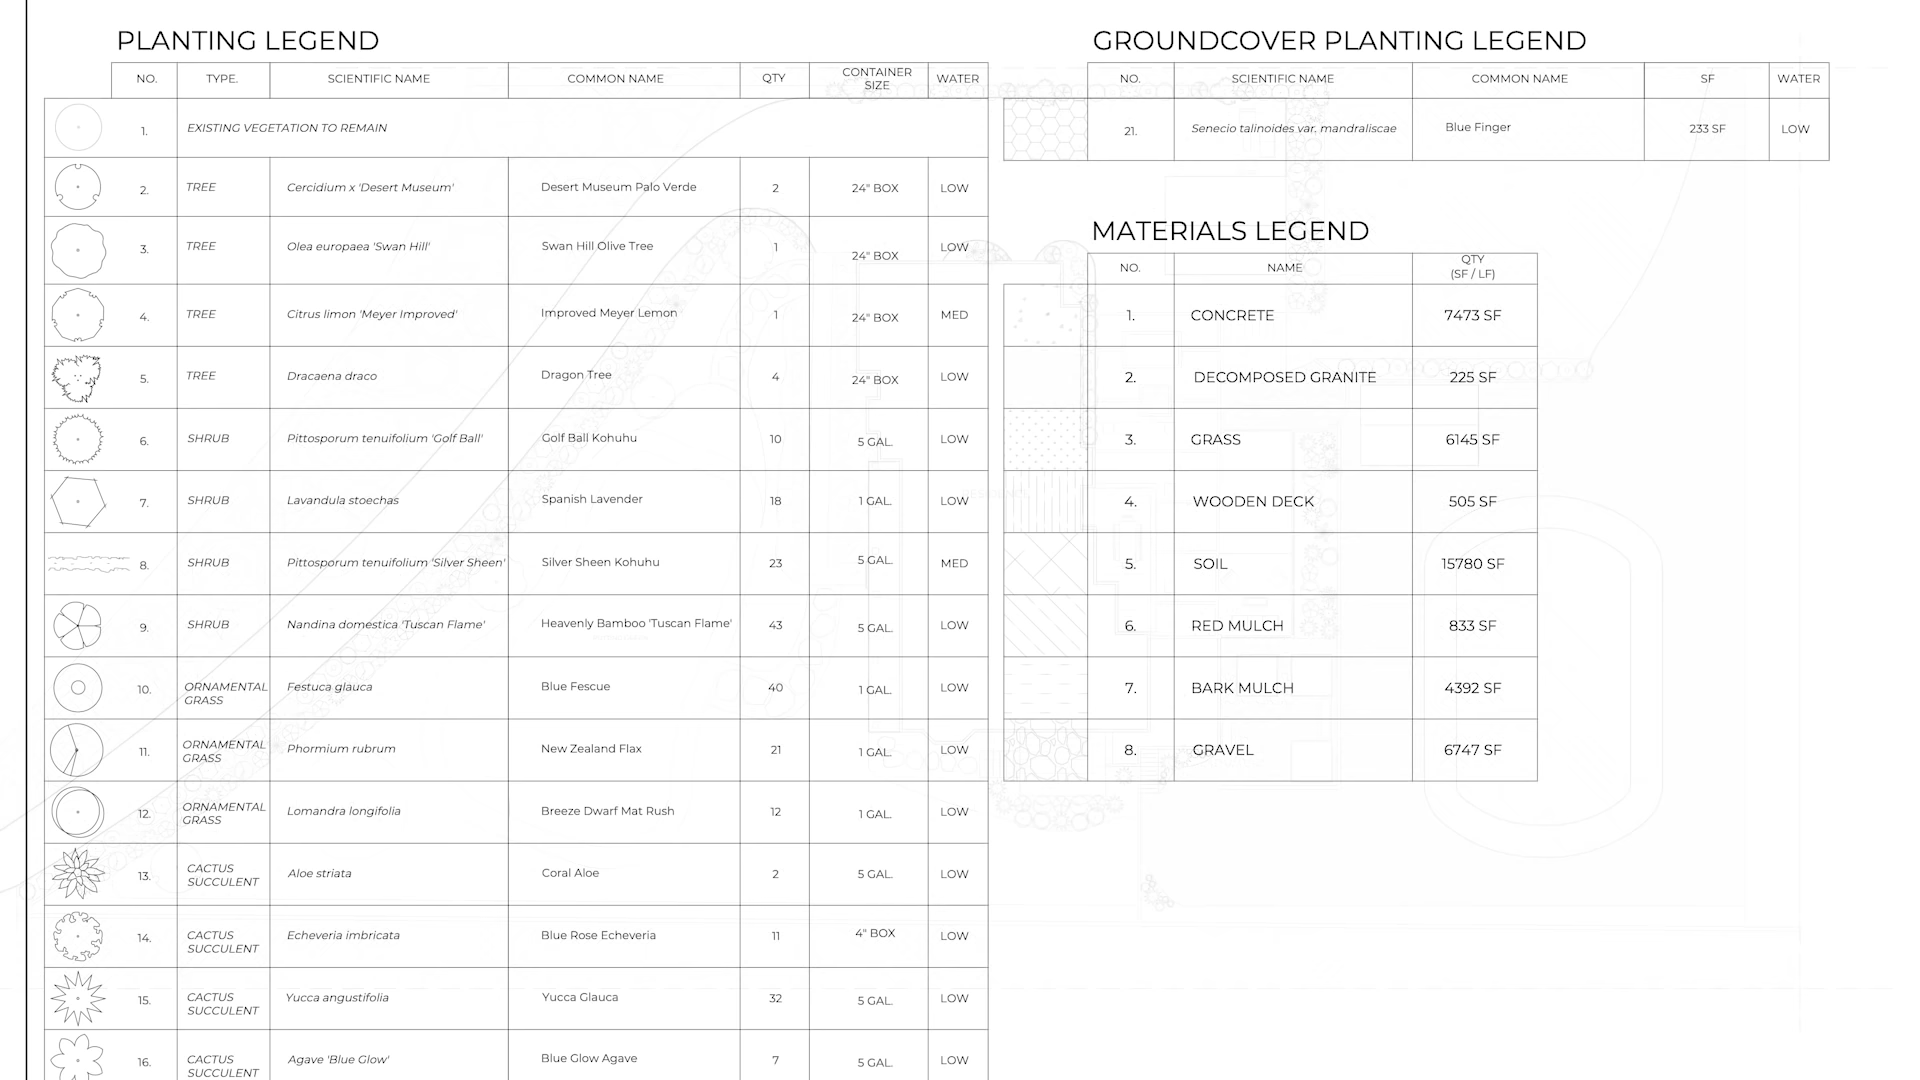 PLANTING LEGEND
NO. TYPE. SCIENTIFIC NAME COMMON NAME QTY CONTAINER SIZE WATER
1. EXISTING VEGETATION TO REMAIN
2. TREE Cercidium x 'Desert Museum' Desert Museum Palo Verde 2 24" BOX LOW
3. TREE Olea europaea 'Swan Hill' Swan Hill Olive Tree 1 24" BOX LOW
4. TREE Citrus limon 'Meyer Improved' Improved Meyer Lemon 1 24" BOX MED
5. TREE Dracaena draco Dragon Tree 4 24" BOX LOW
6. SHRUB Pittosporum tenuifolium 'Golf Ball' Golf Ball Kohuhu 10 5 GAL. LOW
7. SHRUB Lavandula stoechas Spanish Lavender 18 1 GAL. LOW
8. SHRUB Pittosporum tenuifolium 'Silver Sheen' Silver Sheen Kohuhu 23 5 GAL. MED
9. SHRUB Nandina domestica 'Tuscan Flame' Heavenly Bamboo 'Tuscan Flame' 43 5 GAL. LOW
10. ORNAMENTAL GRASS Festuca glauca Blue Fescue 40 1 GAL. LOW
11. ORNAMENTAL GRASS Phormium rubrum New Zealand Flax 21 1 GAL. LOW
12. ORNAMENTAL GRASS Lomandra longifolia Breeze Dwarf Mat Rush 12 1 GAL. LOW
13. CACTUS SUCCULENT Aloe striata Coral Aloe 2 5 GAL. LOW
14. CACTUS SUCCULENT Echeveria imbricata Blue Rose Echeveria 11 4" BOX LOW
15. CACTUS SUCCULENT Yucca angustifolia Yucca Glauca 32 5 GAL. LOW
16. CACTUS SUCCULENT Agave 'Blue Glow' Blue Glow Agave 7 5 GAL. LOW
GROUNDCOVER PLANTING LEGEND
NO. SCIENTIFIC NAME COMMON NAME SF WATER
21. Senecio talinoides var. mandraliscae Blue Finger 233 SF LOW
MATERIALS LEGEND
NO. NAME QTY (SF / LF)
1. CONCRETE 7473 SF
2. DECOMPOSED GRANITE 225 SF
3. GRASS 6145 SF
4. WOODEN DECK 505 SF
5. SOIL 15780 SF
6. RED MULCH 833 SF
7. BARK MULCH 4392 SF
8. GRAVEL 6747 SF